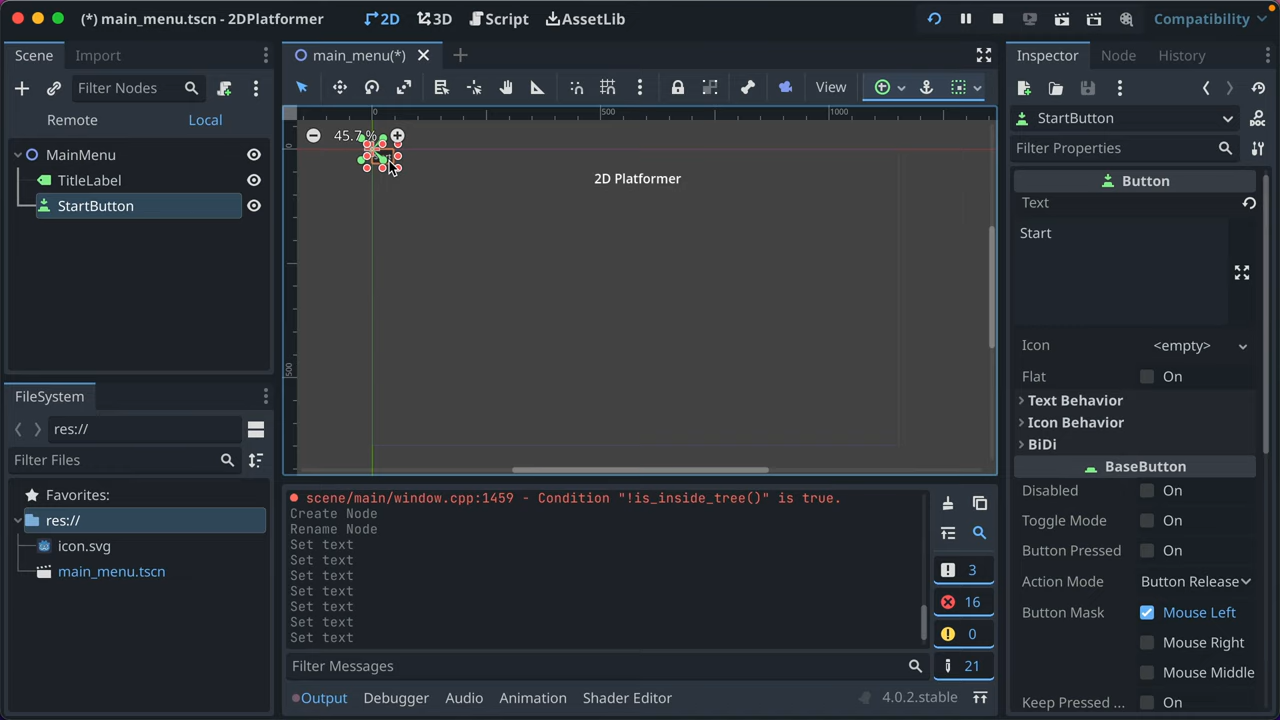 (*) main_menu.tscn - 2DPlatformer
2D
3D
Script
AssetLib
Compatibility
Scene
Import
main_menu(*)
Inspector
Node
History
Filter Nodes
View
Remote
Local
StartButton
Filter Properties
MainMenu
TitleLabel
StartButton
0
500
1000
0
500
45.7 %
2D Platformer
Button
Text
Start
Icon
<empty>
Flat
On
Text Behavior
Icon Behavior
BiDi
BaseButton
Disabled
On
Toggle Mode
On
Button Pressed
On
Action Mode
Button Release
Button Mask
Mouse Left
Mouse Right
Mouse Middle
Keep Pressed ...
On
FileSystem
res://
Filter Files
Favorites:
res://
icon.svg
main_menu.tscn
scene/main/window.cpp:1459 - Condition "!is_inside_tree()" is true.
Create Node
Rename Node
Set text
Set text
Set text
Set text
Set text
Set text
Set text
3
16
0
21
Filter Messages
Output
Debugger
Audio
Animation
Shader Editor
4.0.2.stable